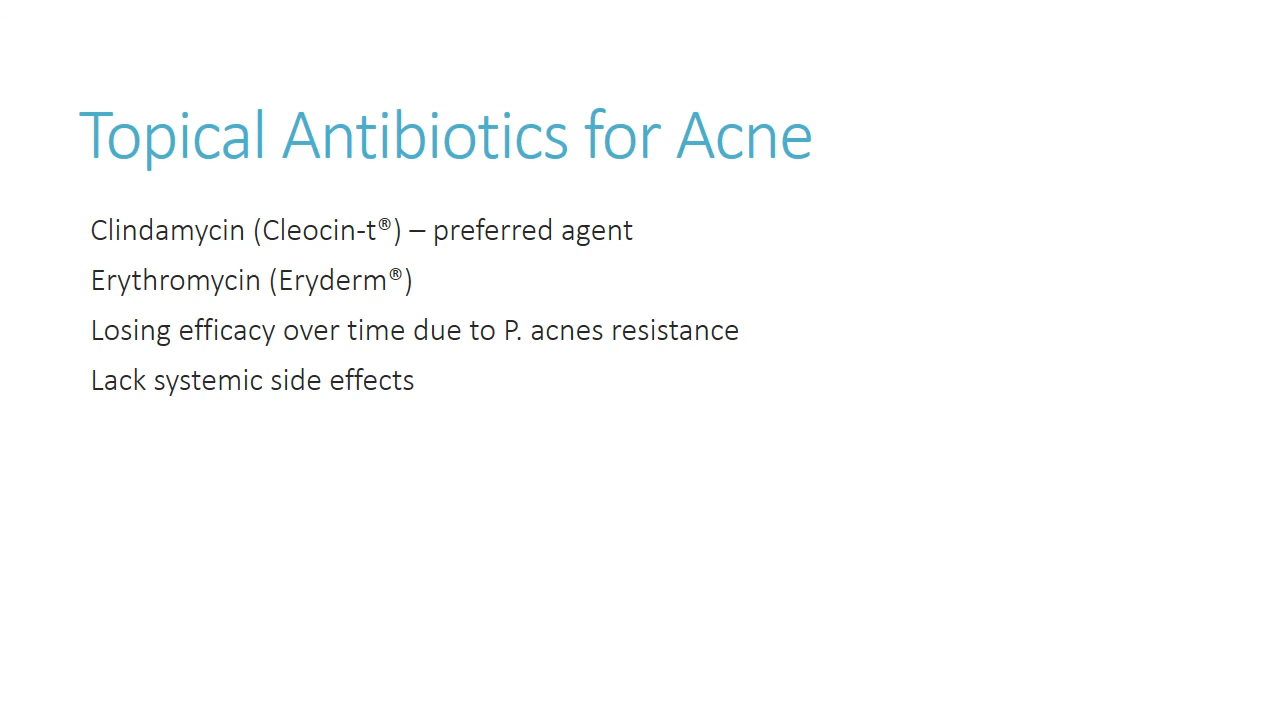 Topical Antibiotics for Acne
Clindamycin (Cleocin-t®) – preferred agent
Erythromycin (Eryderm®)
Losing efficacy over time due to P. acnes resistance
Lack systemic side effects